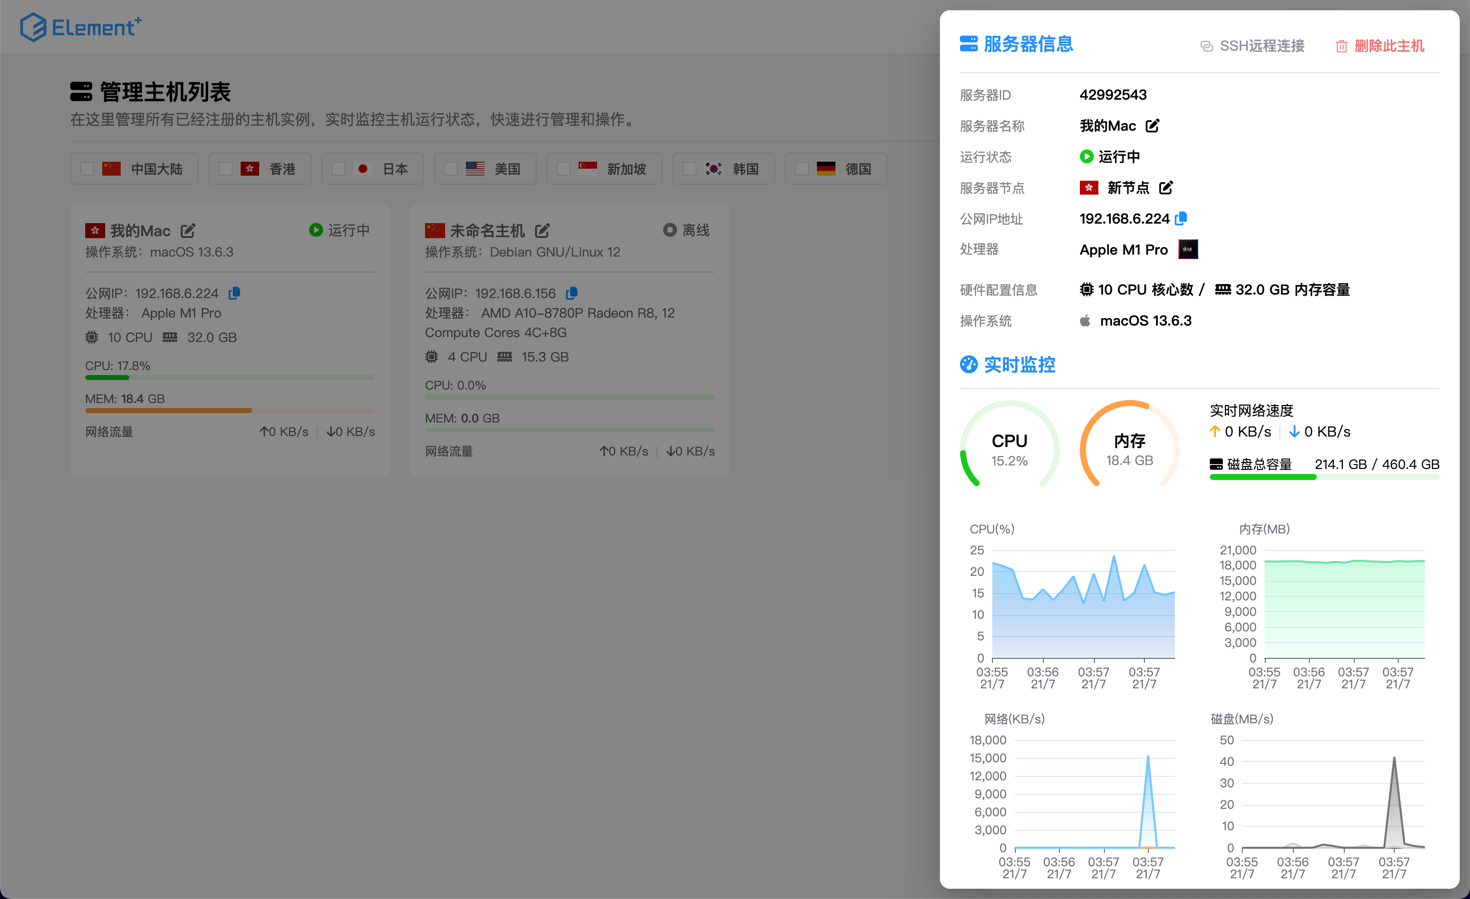 ELement+
管理主机列表
在这里管理所有已经注册的主机实例，实时监控主机运行状态，快速进行管理和操作。
中国大陆
香港
日本
美国
新加坡
韩国
德国
我的Mac
运行中
操作系统：macOS 13.6.3
公网IP：192.168.6.224
处理器： Apple M1 Pro
10 CPU 32.0 GB
CPU: 17.8%
MEM: 18.4 GB
网络流量 ↑0 KB/s | ↓0 KB/s
未命名主机
离线
操作系统：Debian GNU/Linux 12
公网IP：192.168.6.156
处理器： AMD A10-8780P Radeon R8, 12
Compute Cores 4C+8G
4 CPU 15.3 GB
CPU: 0.0%
MEM: 0.0 GB
网络流量 ↑0 KB/s | ↓0 KB/s
服务器信息
SSH远程连接
删除此主机
服务器ID 42992543
服务器名称 我的Mac
运行状态 运行中
服务器节点 新节点
公网IP地址 192.168.6.224
处理器 Apple M1 Pro
硬件配置信息 10 CPU 核心数 / 32.0 GB 内存容量
操作系统 macOS 13.6.3
实时监控
CPU
15.2%
内存
18.4 GB
实时网络速度
↑ 0 KB/s | ↓ 0 KB/s
磁盘总容量 214.1 GB / 460.4 GB
CPU(%)
25
20
15
10
5
0
03:55 03:56 03:57 03:57
21/7 21/7 21/7 21/7
内存(MB)
21,000
18,000
15,000
12,000
9,000
6,000
3,000
0
03:55 03:56 03:57 03:57
21/7 21/7 21/7 21/7
网络(KB/s)
18,000
15,000
12,000
9,000
6,000
3,000
0
03:55 03:56 03:57 03:57
21/7 21/7 21/7 21/7
磁盘(MB/s)
50
40
30
20
10
0
03:55 03:56 03:57 03:57
21/7 21/7 21/7 21/7